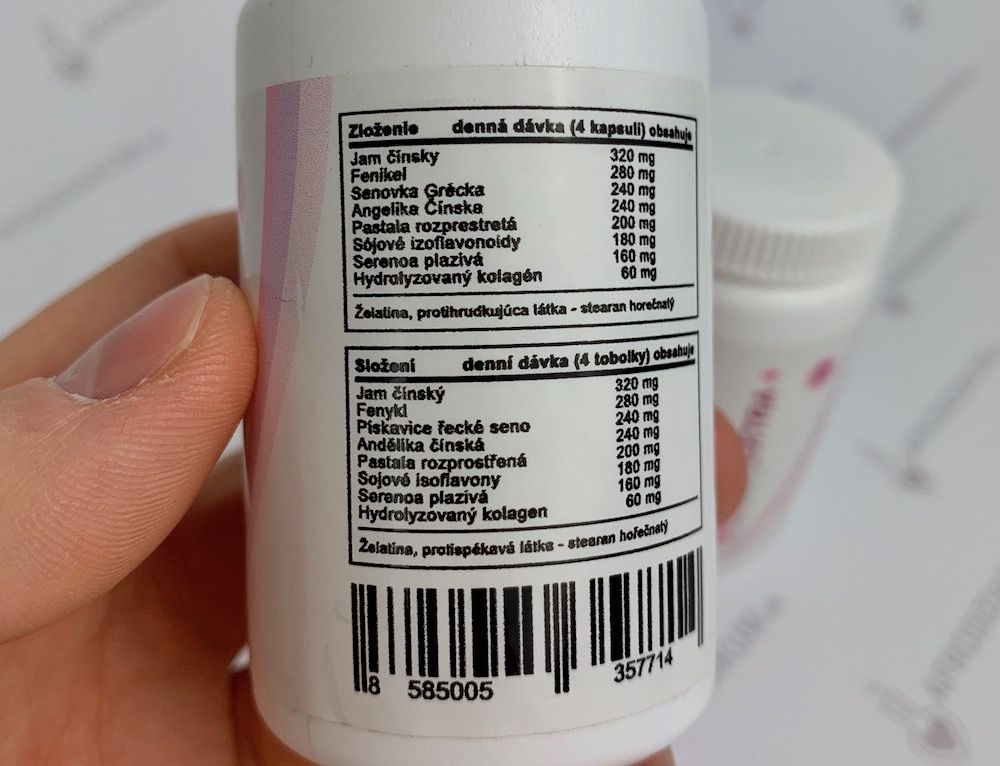 Zloženie denná dávka (4 kapsuli) obsahuje
Jam čínsky 320 mg
Fenikel 280 mg
Senovka Grécka 240 mg
Angelika Čínska 240 mg
Pastala rozprestretá 200 mg
Sójové izoflavonoidy 180 mg
Serenoa plazivá 160 mg
Hydrolyzovaný kolagén 60 mg
Želatina, protihrudkujúca látka - stearan horečnatý
Složení denní dávka (4 tobolky) obsahuje
Jam čínský 320 mg
Fenykl 280 mg
Pískavice řecké seno 240 mg
Andělika čínská 240 mg
Pastala rozprostřená 200 mg
Sojové isoflavony 180 mg
Serenoa plazivá 160 mg
Hydrolyzovaný kolagen 60 mg
Želatina, protispékavá látka - stearan hořečnatý
8 585005 357714